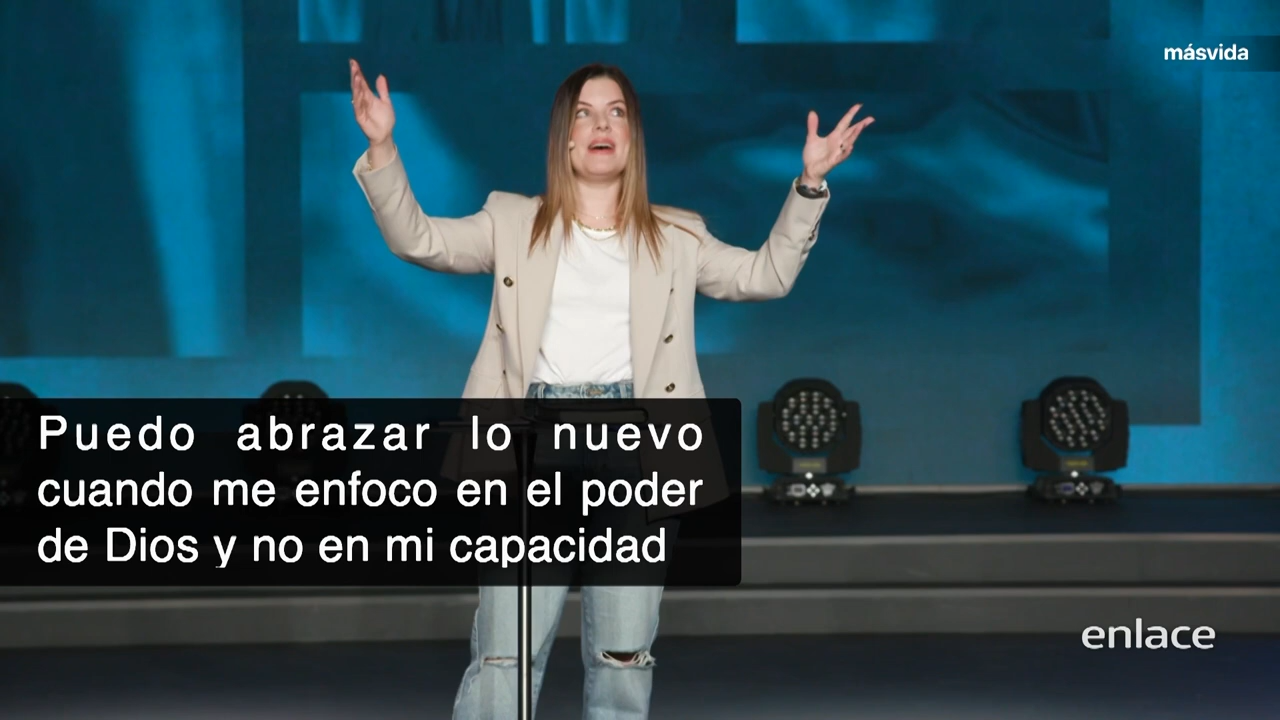 másvida
Puedo abrazar lo nuevo
cuando me enfoco en el poder
de Dios y no en mi capacidad
enlace